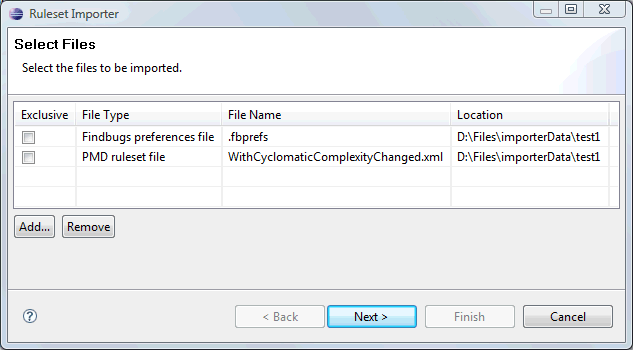 Ruleset Importer
Select Files
Select the files to be imported.
Exclusive File Type File Name Location
Findbugs preferences file .fbprefs D:\Files\importerData\test1
PMD ruleset file WithCyclomaticComplexityChanged.xml D:\Files\importerData\test1
Add... Remove
? < Back Next > Finish Cancel